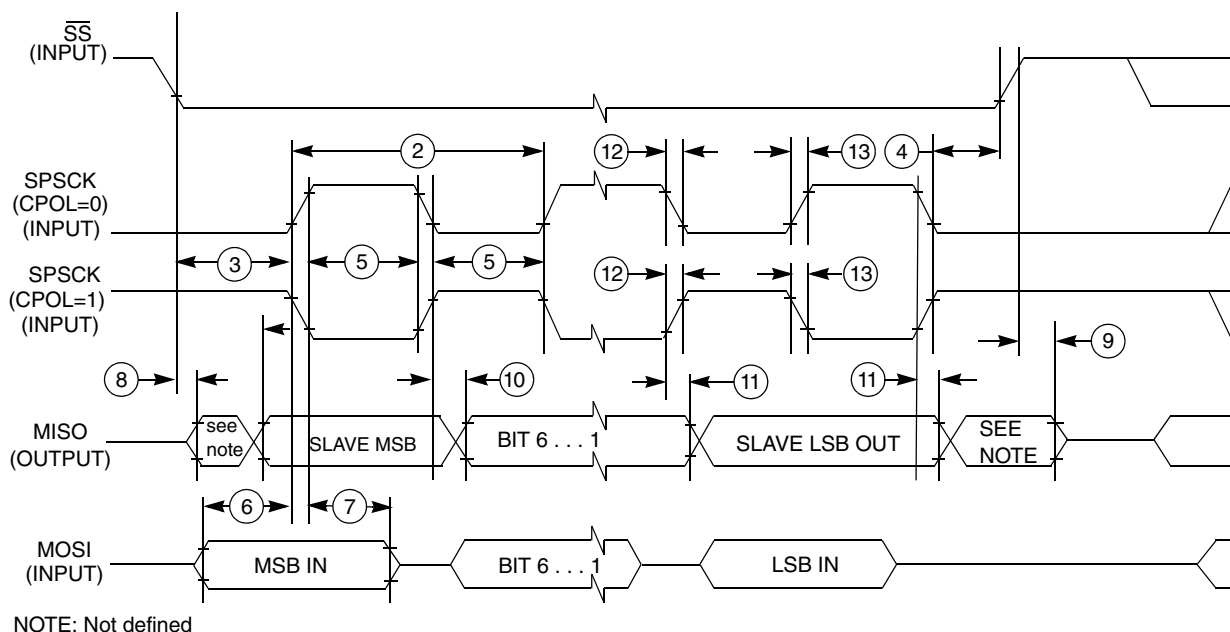 SS
(INPUT)
2
12
13
4
SPSCK
(CPOL=0)
(INPUT)
3
5
5
12
13
SPSCK
(CPOL=1)
(INPUT)
9
8
10
11
11
MISO
(OUTPUT)
see
note
SLAVE MSB
BIT 6 . . . 1
SLAVE LSB OUT
SEE
NOTE
6
7
MOSI
(INPUT)
MSB IN
BIT 6 . . . 1
LSB IN
NOTE: Not defined